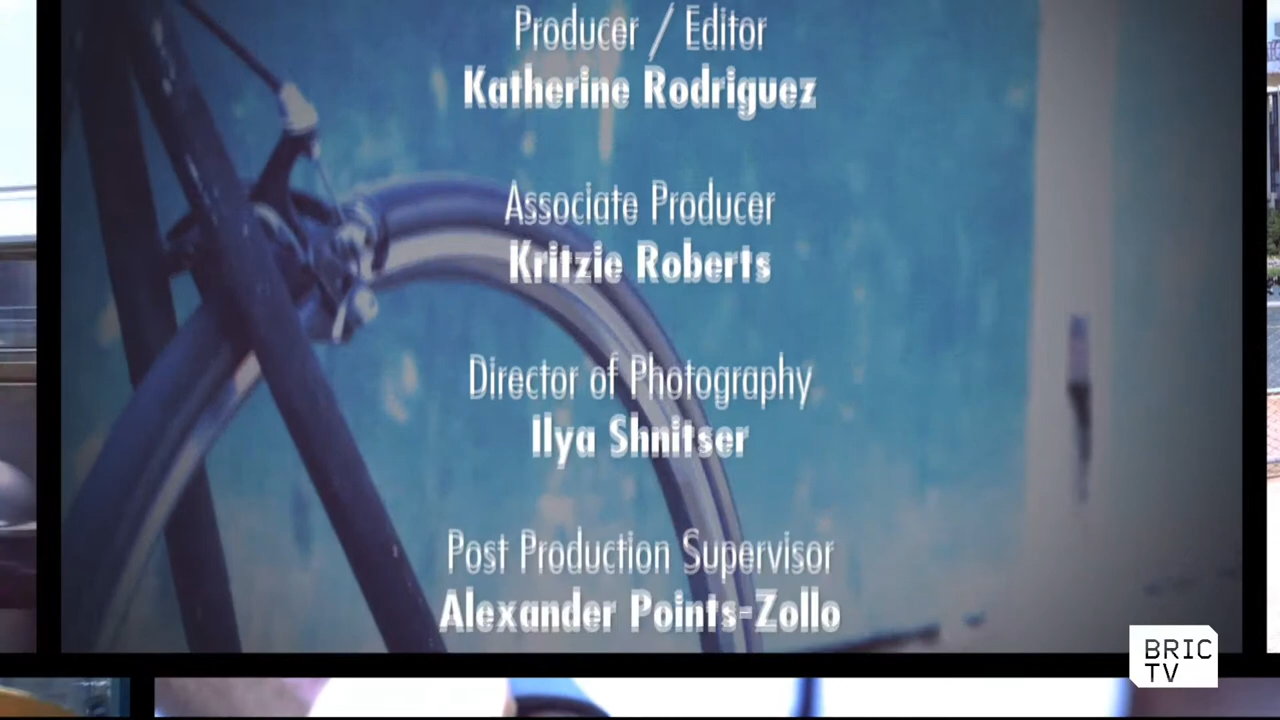 Producer / Editor
Katherine Rodriguez
Associate Producer
Kritzie Roberts
Director of Photography
Ilya Shnitser
Post Production Supervisor
Alexander Points-Zollo
BRIC
TV